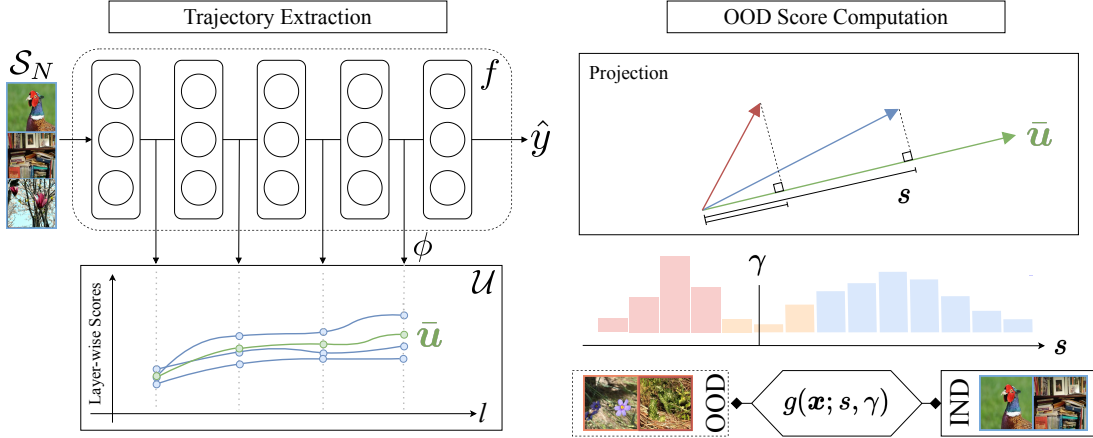 Trajectory Extraction
𝒮_N
f
ŷ
ϕ
𝒰
Layer-wise Scores
ū
l
OOD Score Computation
Projection
ū
s
γ
s
OOD
g(x; s, γ)
IND